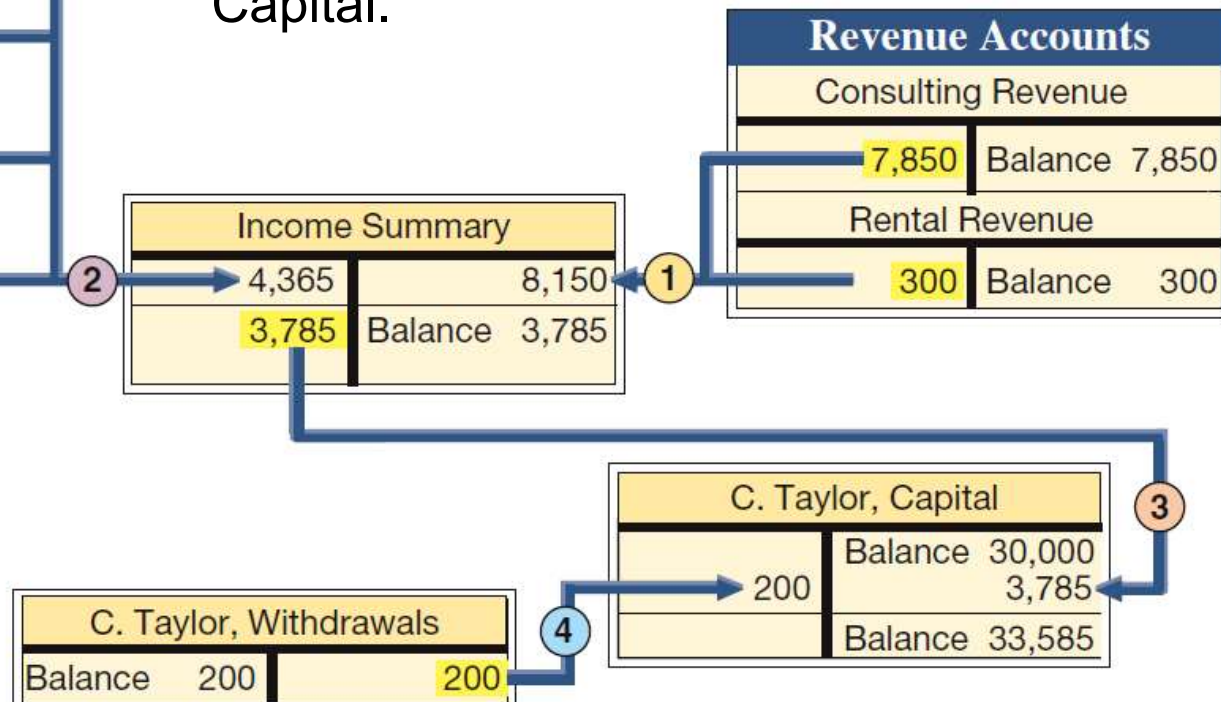 Capital.
Revenue Accounts
Consulting Revenue
7,850 Balance 7,850
Rental Revenue
300 Balance 300
1
Income Summary
2
4,365 8,150
3,785 Balance 3,785
C. Taylor, Capital
3
Balance 30,000
200 3,785
Balance 33,585
4
C. Taylor, Withdrawals
Balance 200 200